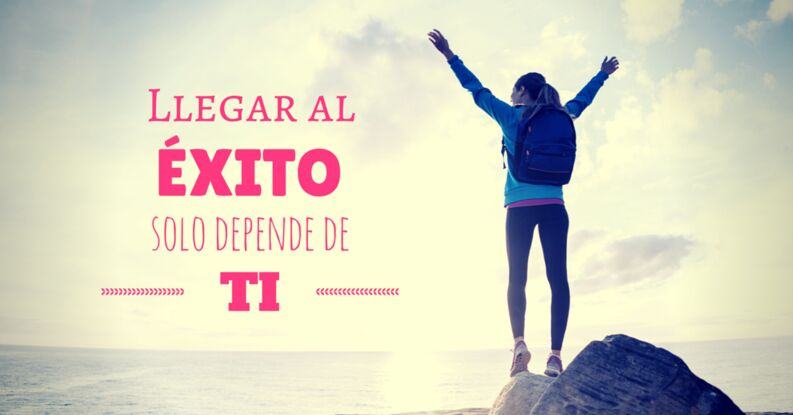 Llegar al
ÉXITO
SOLO DEPENDE DE
TI